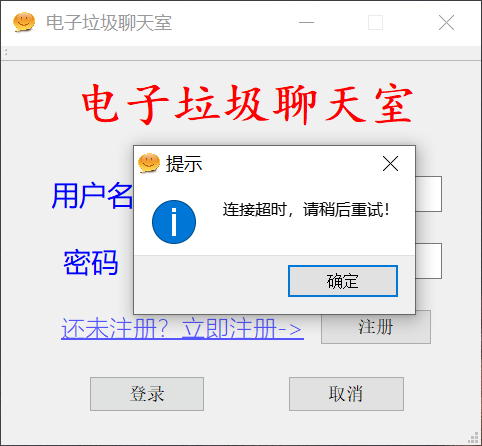 电子垃圾聊天室
电子垃圾聊天室
提示
连接超时，请稍后重试！
确定
用户名
密码
还未注册？立即注册->
注册
登录
取消